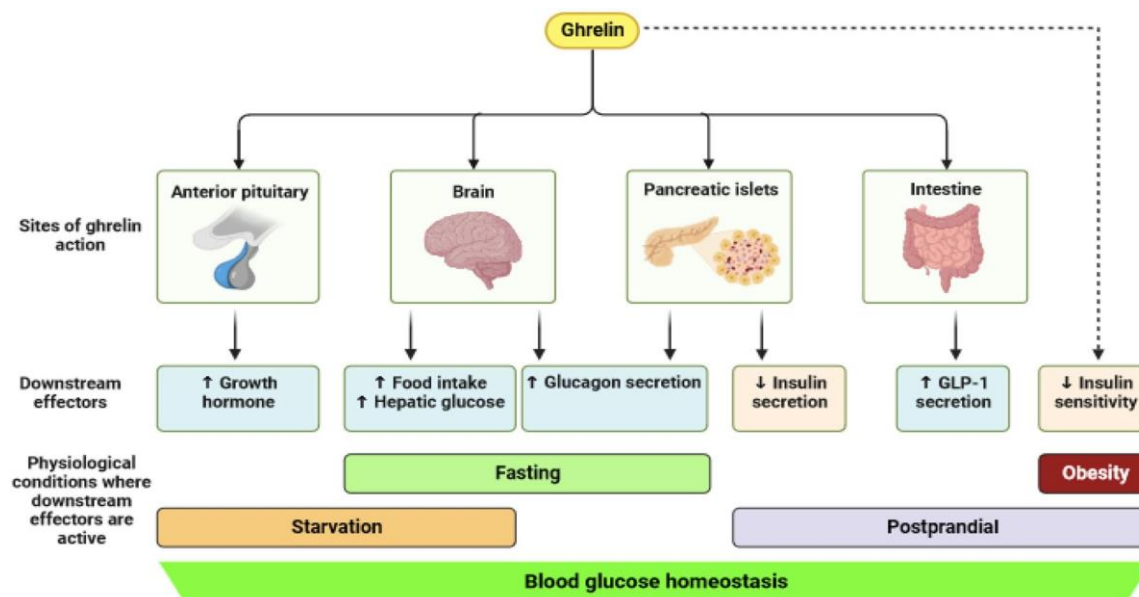 Ghrelin
Anterior pituitary
Brain
Pancreatic islets
Intestine
Sites of ghrelin
action
Downstream
effectors
↑ Growth
hormone
↑ Food intake
↑ Hepatic glucose
↑ Glucagon secretion
↓ Insulin
secretion
↑ GLP-1
secretion
↓ Insulin
sensitivity
Physiological
conditions where
downstream
effectors are
active
Fasting
Obesity
Starvation
Postprandial
Blood glucose homeostasis